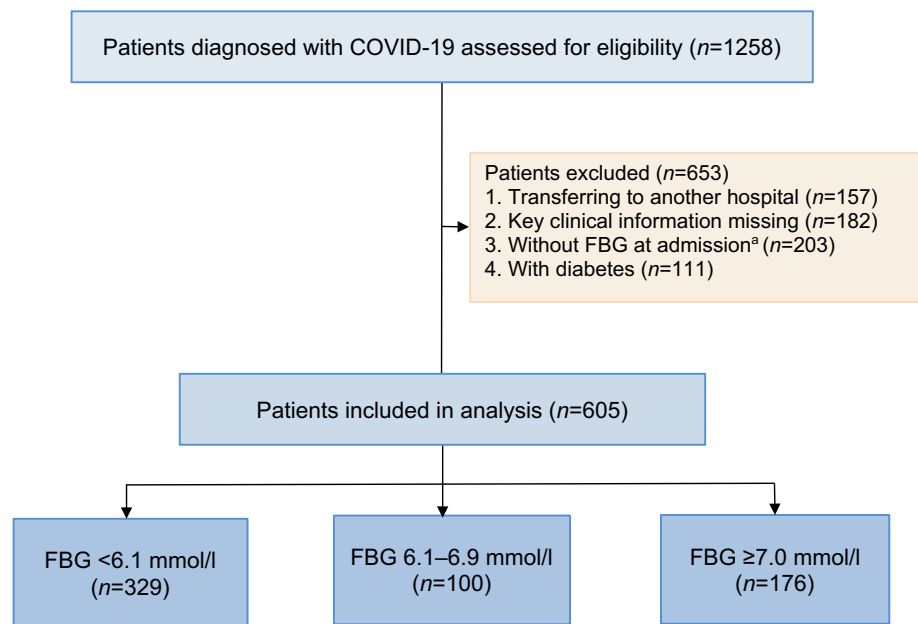 Patients diagnosed with COVID-19 assessed for eligibility (n=1258)
Patients excluded (n=653)
1. Transferring to another hospital (n=157)
2. Key clinical information missing (n=182)
3. Without FBG at admissionᵃ (n=203)
4. With diabetes (n=111)
Patients included in analysis (n=605)
FBG <6.1 mmol/l
(n=329)
FBG 6.1–6.9 mmol/l
(n=100)
FBG ≥7.0 mmol/l
(n=176)